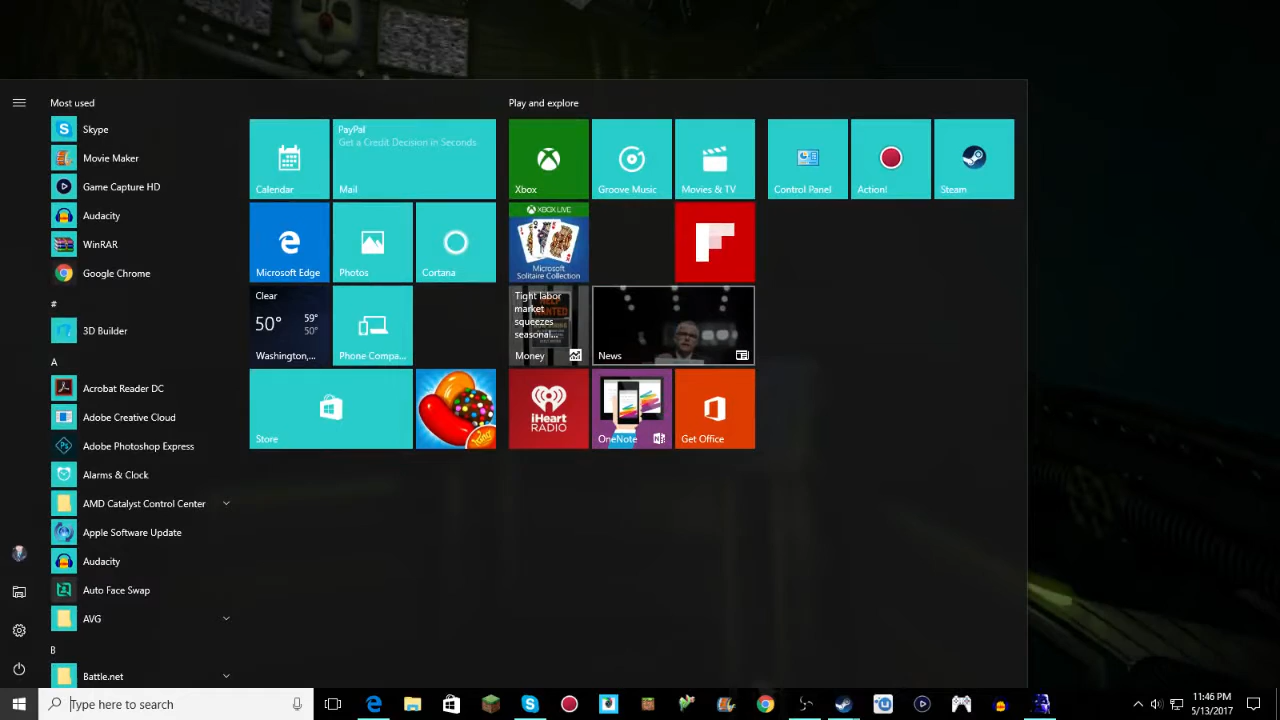 Most used
Skype
Movie Maker
Game Capture HD
Audacity
WinRAR
Google Chrome
#
3D Builder
A
Acrobat Reader DC
Adobe Creative Cloud
Adobe Photoshop Express
Alarms & Clock
AMD Catalyst Control Center
Apple Software Update
Audacity
Auto Face Swap
AVG
B
Battle.net
Calendar
PayPal
Get a Credit Decision in Seconds
Mail
Microsoft Edge
Photos
Cortana
Clear
50°
59°
50°
Washington,...
Phone Compa...
Store
King
Play and explore
Xbox
Groove Music
Movies & TV
XBOX LIVE
Microsoft
Solitaire Collection
Tight labor
market
squeezes
seasonal...
Money
News
iHeart
RADIO
OneNote
Get Office
Control Panel
Action!
Steam
Type here to search
11:46 PM
5/13/2017